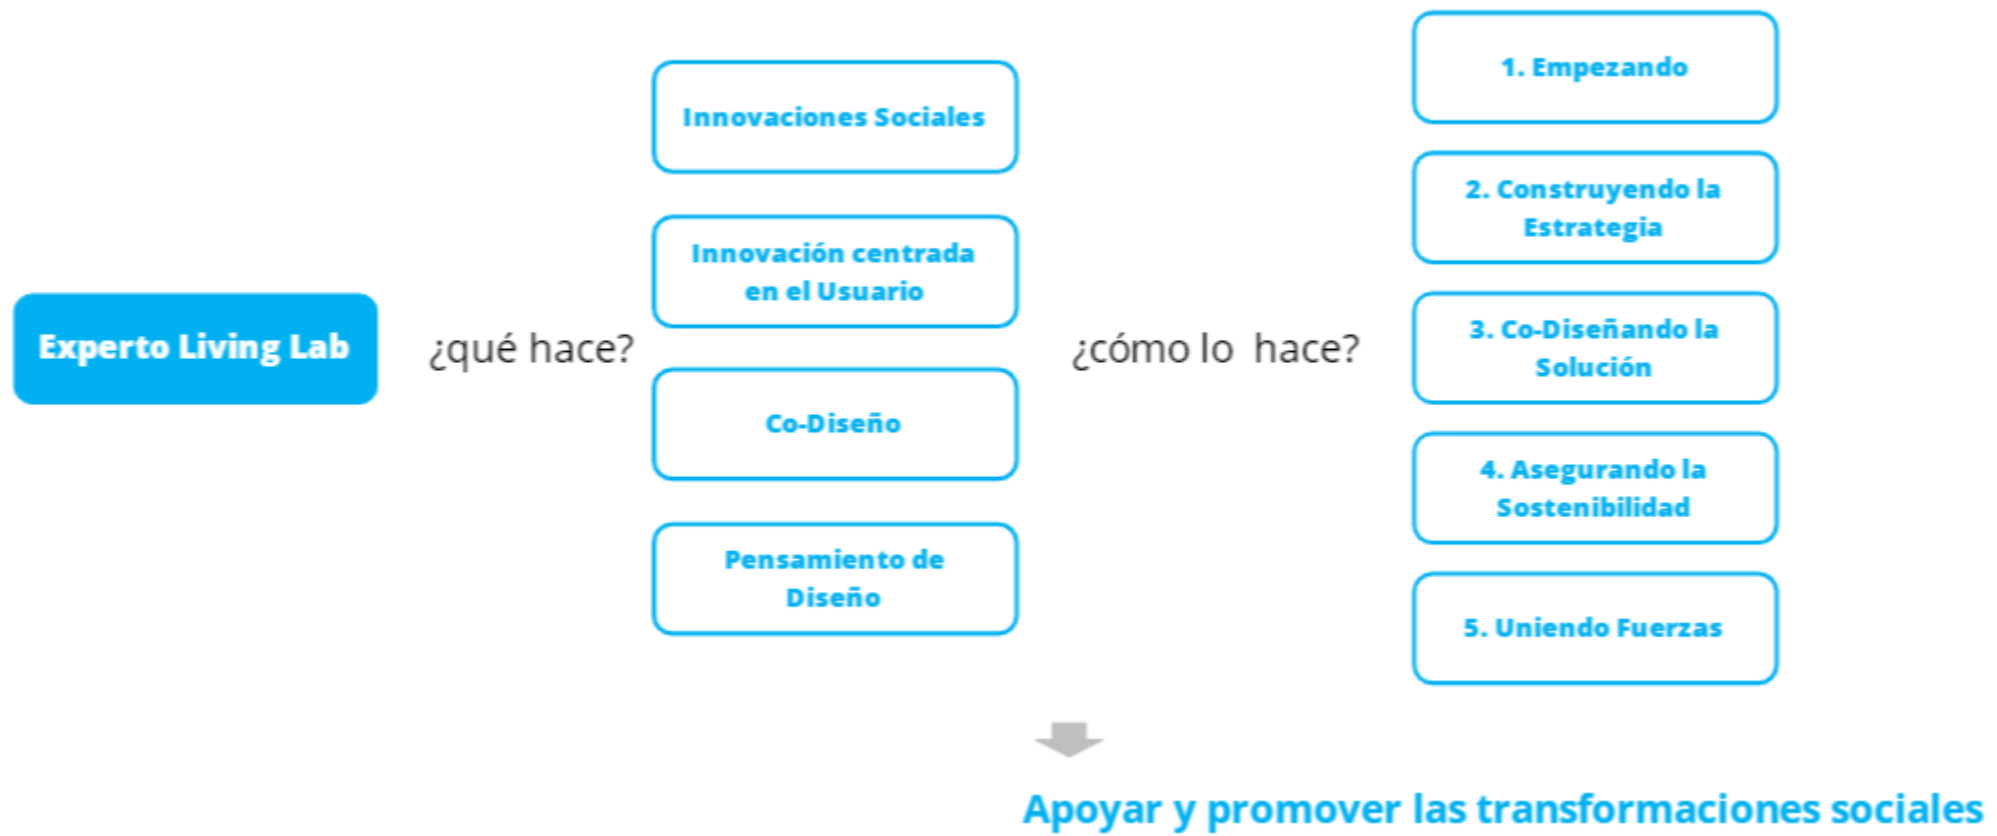 Experto Living Lab
¿qué hace?
Innovaciones Sociales
Innovación centrada
en el Usuario
Co-Diseño
Pensamiento de
Diseño
¿cómo lo hace?
1. Empezando
2. Construyendo la
Estrategia
3. Co-Diseñando la
Solución
4. Asegurando la
Sostenibilidad
5. Uniendo Fuerzas
Apoyar y promover las transformaciones sociales